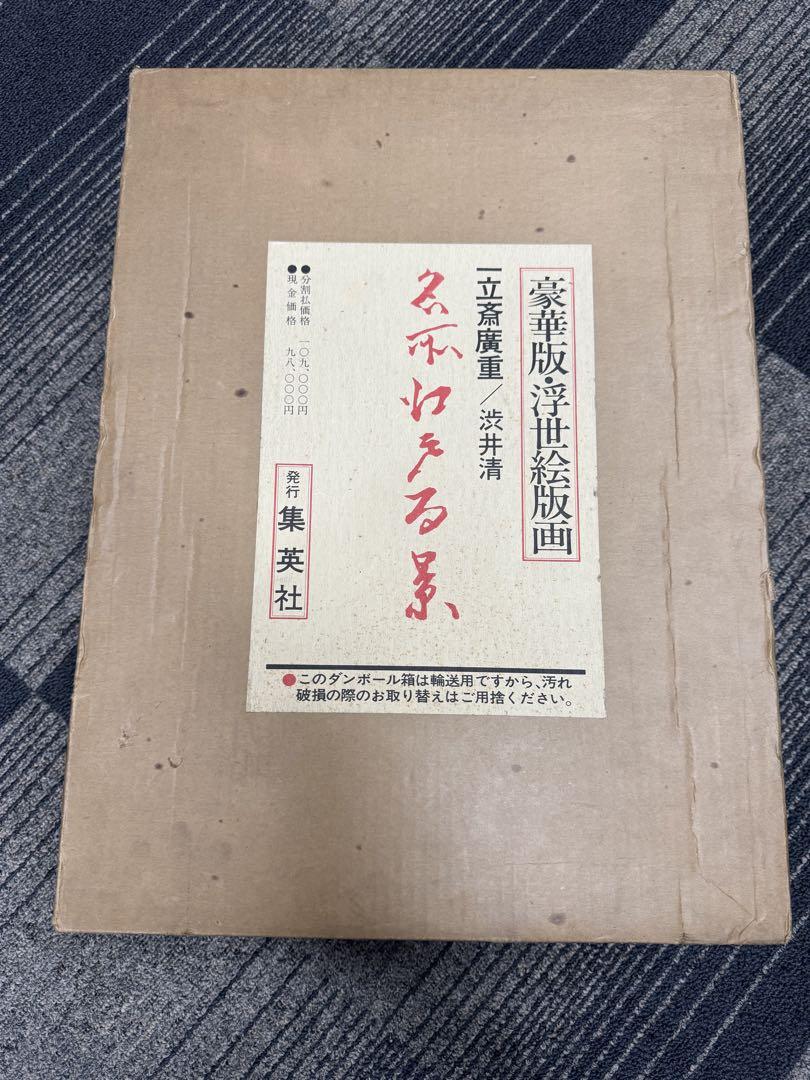 豪華版・浮世絵版画
一立斎廣重／渋井清
名所江戸百景
●分割払価格 一〇九、〇〇〇円
●現金価格 九八、〇〇〇円
発行 集英社
●このダンボール箱は輸送用ですから、汚れ
破損の際のお取り替えはご用捨ください。